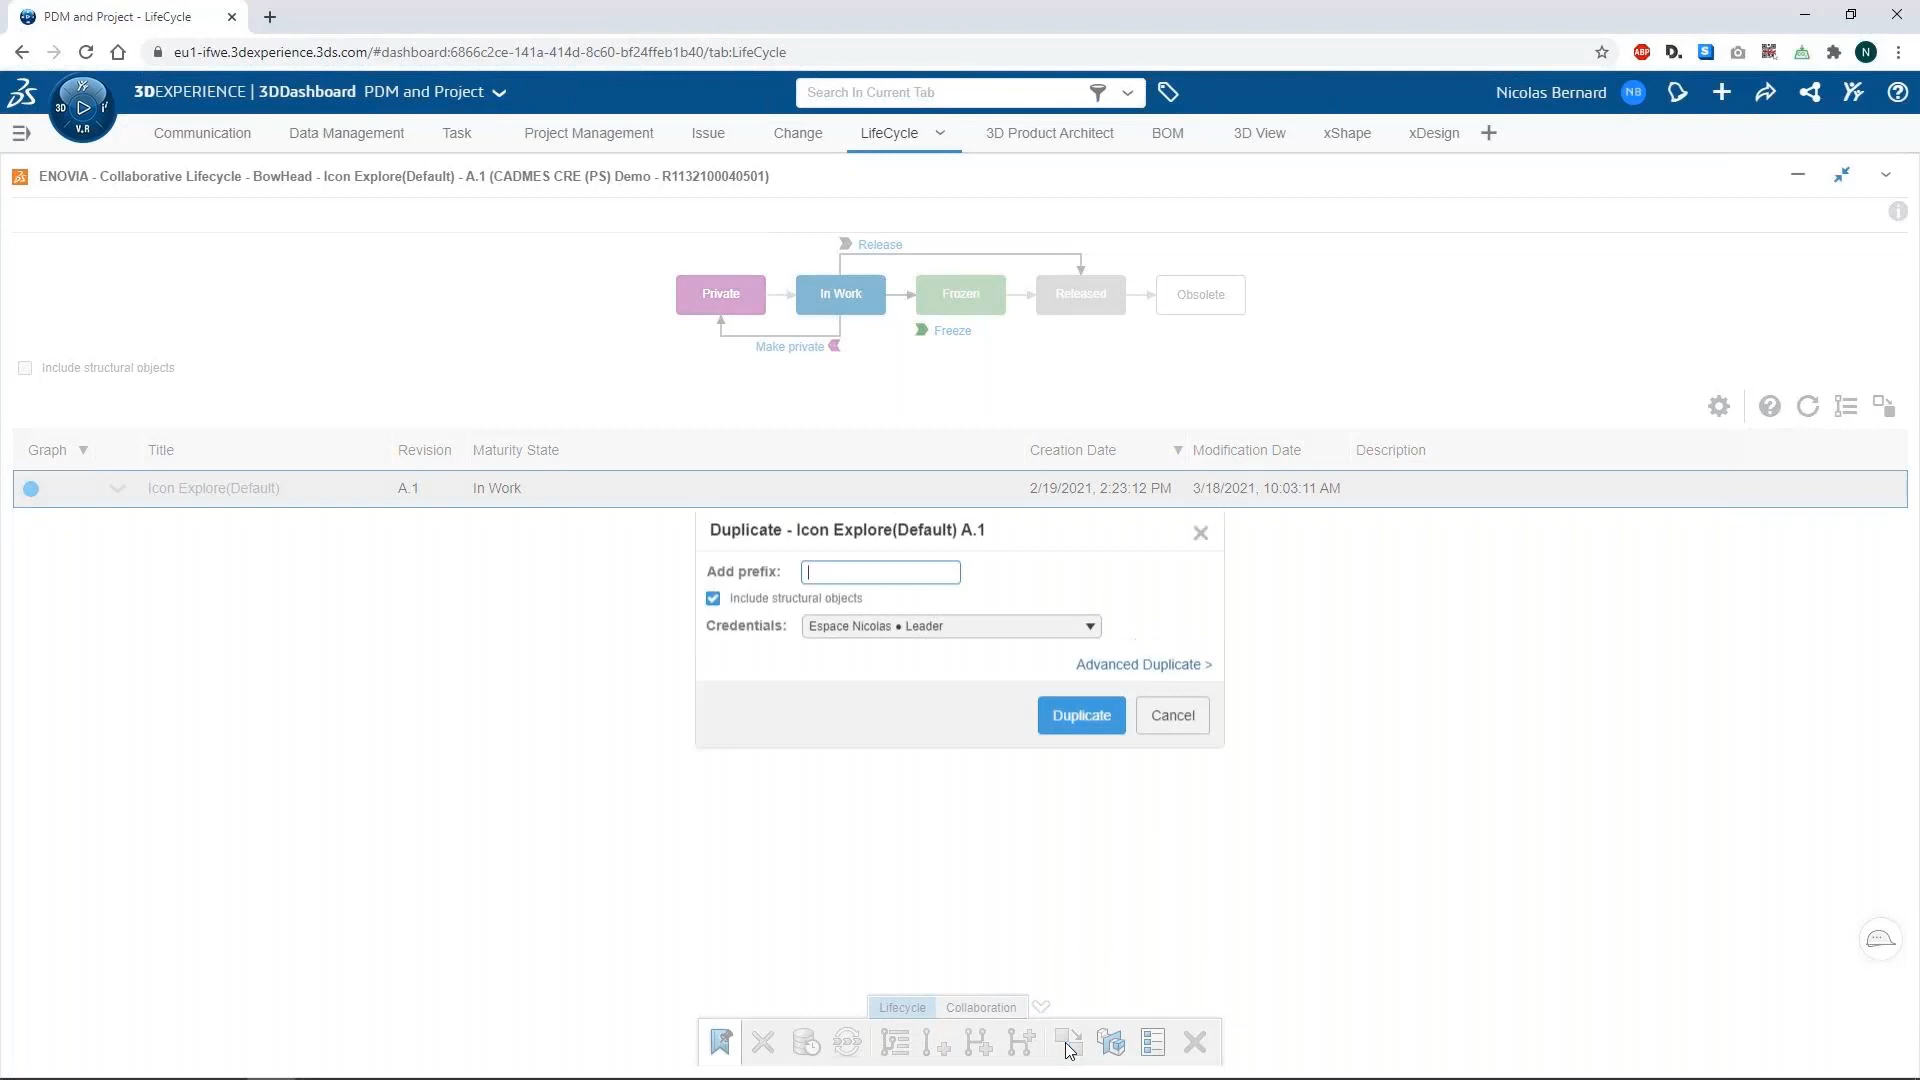 PDM and Project - LifeCycle
eu1-ifwe.3dexperience.3ds.com/#dashboard:6866c2ce-141a-414d-8c60-bf24ffeb1b40/tab:LifeCycle
ABP
D.
S
N
3D
V.R
3DEXPERIENCE | 3DDashboard PDM and Project
Search In Current Tab
Nicolas Bernard
NB
Communication
Data Management
Task
Project Management
Issue
Change
LifeCycle
3D Product Architect
BOM
3D View
xShape
xDesign
ENOVIA - Collaborative Lifecycle - BowHead - Icon Explore(Default) - A.1 (CADMES CRE (PS) Demo - R1132100040501)
Release
Private
In Work
Frozen
Released
Obsolete
Freeze
Make private
Include structural objects
Graph
Title
Revision
Maturity State
Creation Date
Modification Date
Description
Icon Explore(Default)
A.1
In Work
2/19/2021, 2:23:12 PM
3/18/2021, 10:03:11 AM
Duplicate - Icon Explore(Default) A.1
Add prefix:
Include structural objects
Credentials:
Espace Nicolas ● Leader
Advanced Duplicate >
Duplicate
Cancel
Lifecycle
Collaboration